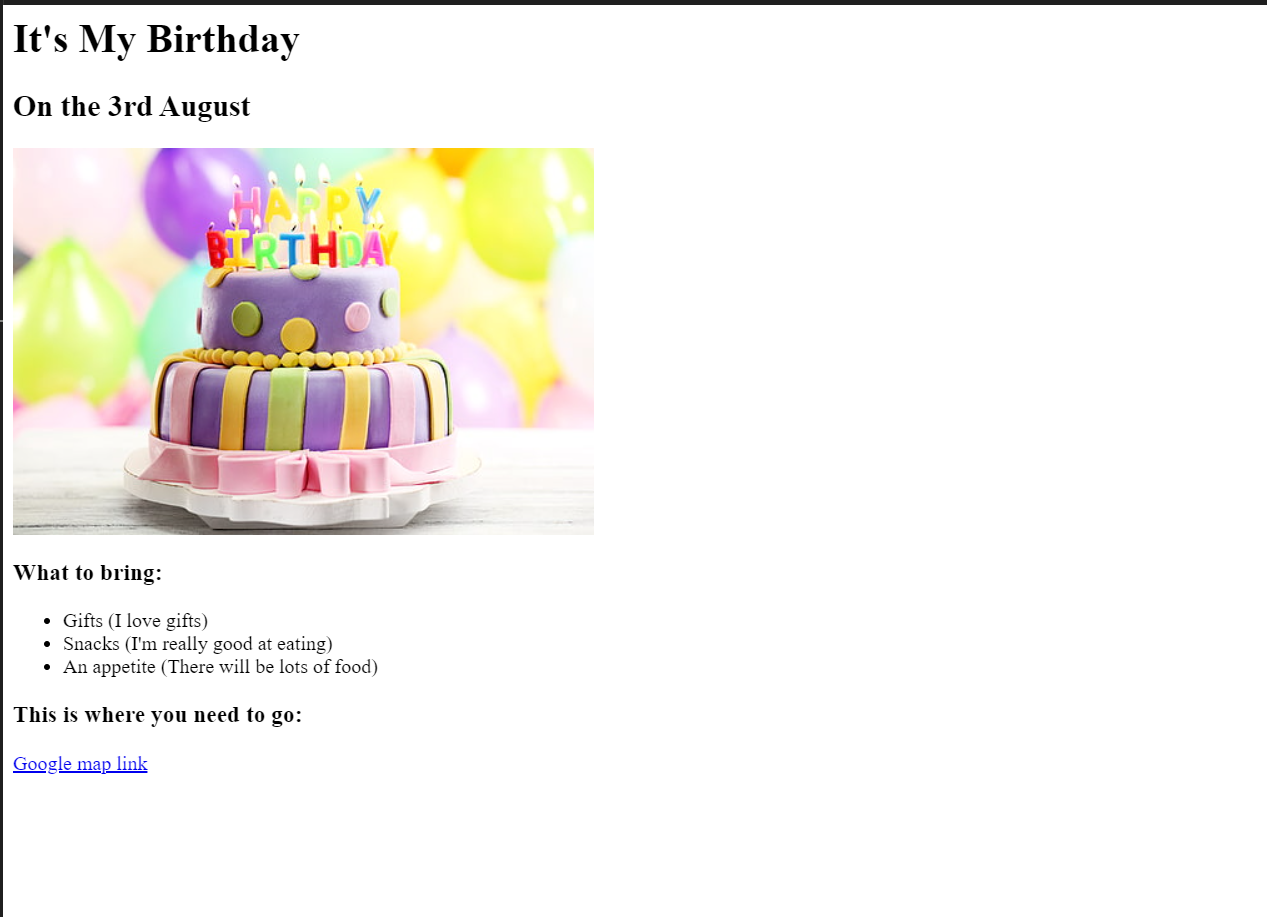 It's My Birthday
On the 3rd August
HAPPY
BIRTHDAY
What to bring:
Gifts (I love gifts)
Snacks (I'm really good at eating)
An appetite (There will be lots of food)
This is where you need to go:
Google map link